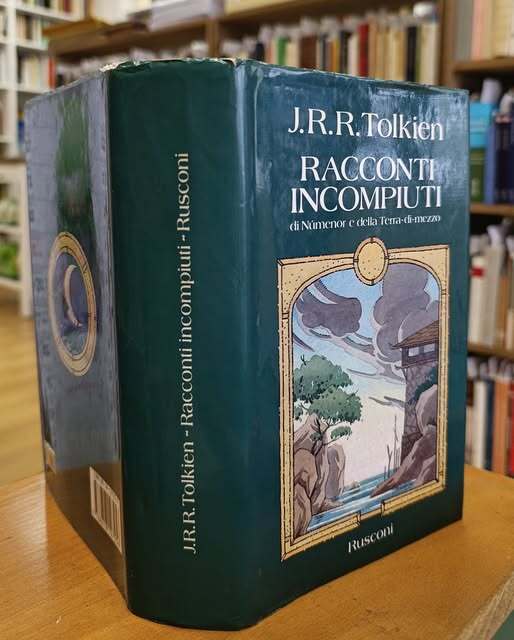 J.R.R. Tolkien
RACCONTI
INCOMPIUTI
di Númenor e della Terra-di-mezzo
Rusconi
J.R.R. Tolkien - Racconti incompiuti - Rusconi